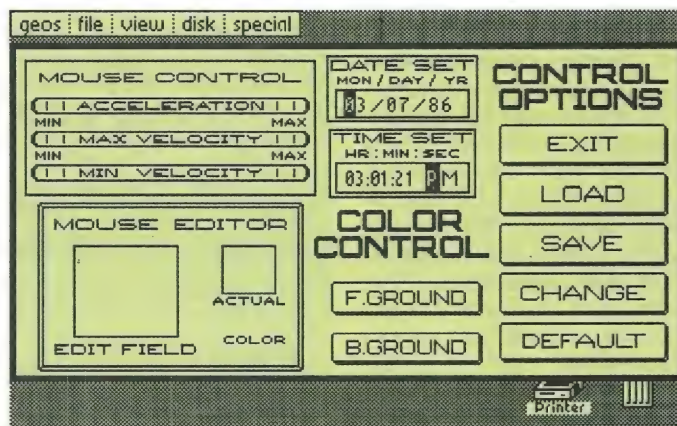 geos file view disk special
MOUSE CONTROL
ACCELERATION
MIN MAX
MAX VELOCITY
MIN MAX
MIN VELOCITY
MOUSE EDITOR
ACTUAL
COLOR
EDIT FIELD
DATE SET
MON / DAY / YR
03/07/86
TIME SET
HR : MIN : SEC
03:01:21 PM
COLOR
CONTROL
F.GROUND
B.GROUND
CONTROL
OPTIONS
EXIT
LOAD
SAVE
CHANGE
DEFAULT
Printer